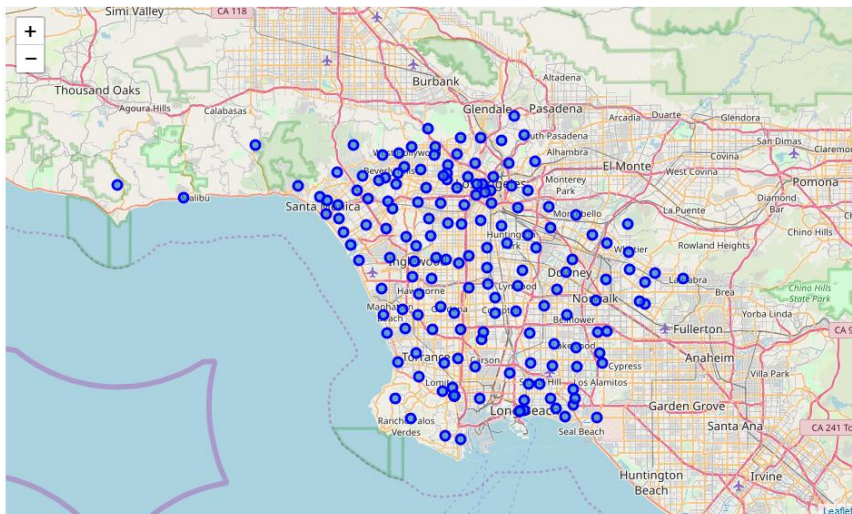 Simi Valley
CA 118
+
−
Burbank
Altadena
Thousand Oaks
Glendale
Pasadena
Agoura Hills
Calabasas
Arcadia
Duarte
Glendora
South Pasadena
San Dimas
Alhambra
West Covina
Claremont
El Monte
Pomona
Monterey Park
La Puente
Diamond Bar
Malibu
Santa Monica
Montebello
Chino Hills
Huntington Park
Whittier
Rowland Heights
Inglewood
Downey
La Habra
Chino Hills State Park
Brea
Hawthorne
Lynwood
Norwalk
Yorba Linda
Manhattan Beach
Bellflower
Fullerton
Lakewood
Anaheim
Torrance
Carson
Cypress
Villa Park
Lomita
Los Alamitos
Garden Grove
CA 241 To
Rancho Palos Verdes
Long Beach
Seal Beach
Santa Ana
Huntington Beach
Irvine
Leaflet